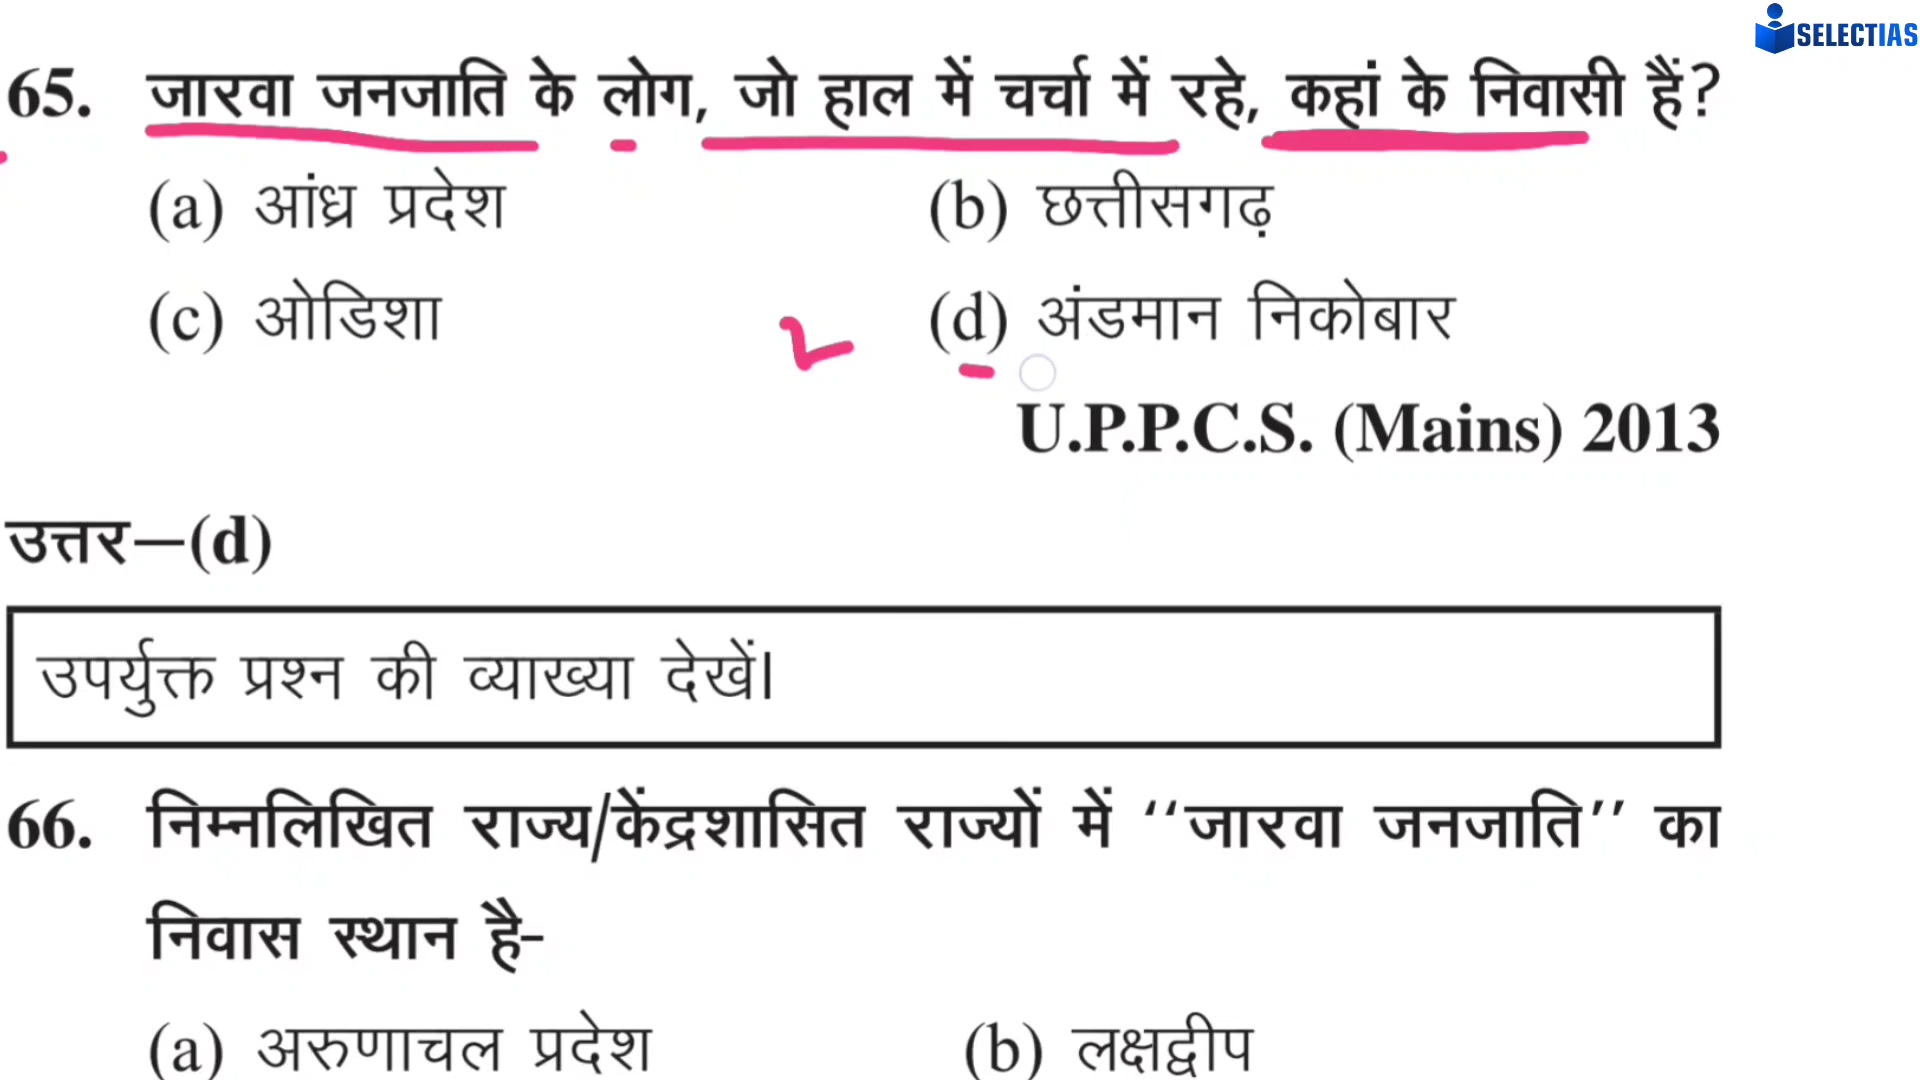 SELECTIAS
65. जारवा जनजाति के लोग, जो हाल में चर्चा में रहे, कहां के निवासी हैं?
(a) आंध्र प्रदेश (b) छत्तीसगढ़
(c) ओडिशा (d) अंडमान निकोबार
U.P.P.C.S. (Mains) 2013
उत्तर—(d)
उपर्युक्त प्रश्न की व्याख्या देखें।
66. निम्नलिखित राज्य/केंद्रशासित राज्यों में ‘‘जारवा जनजाति’’ का
निवास स्थान है-
(a) अरुणाचल प्रदेश (b) लक्षद्वीप